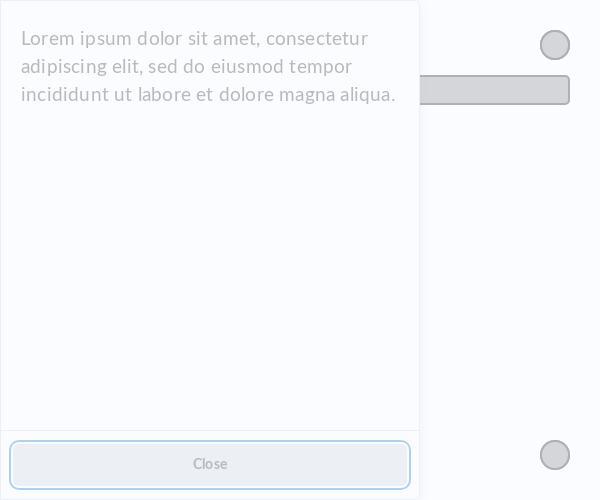 Lorem ipsum dolor sit amet, consectetur
adipiscing elit, sed do eiusmod tempor
incididunt ut labore et dolore magna aliqua.
Close